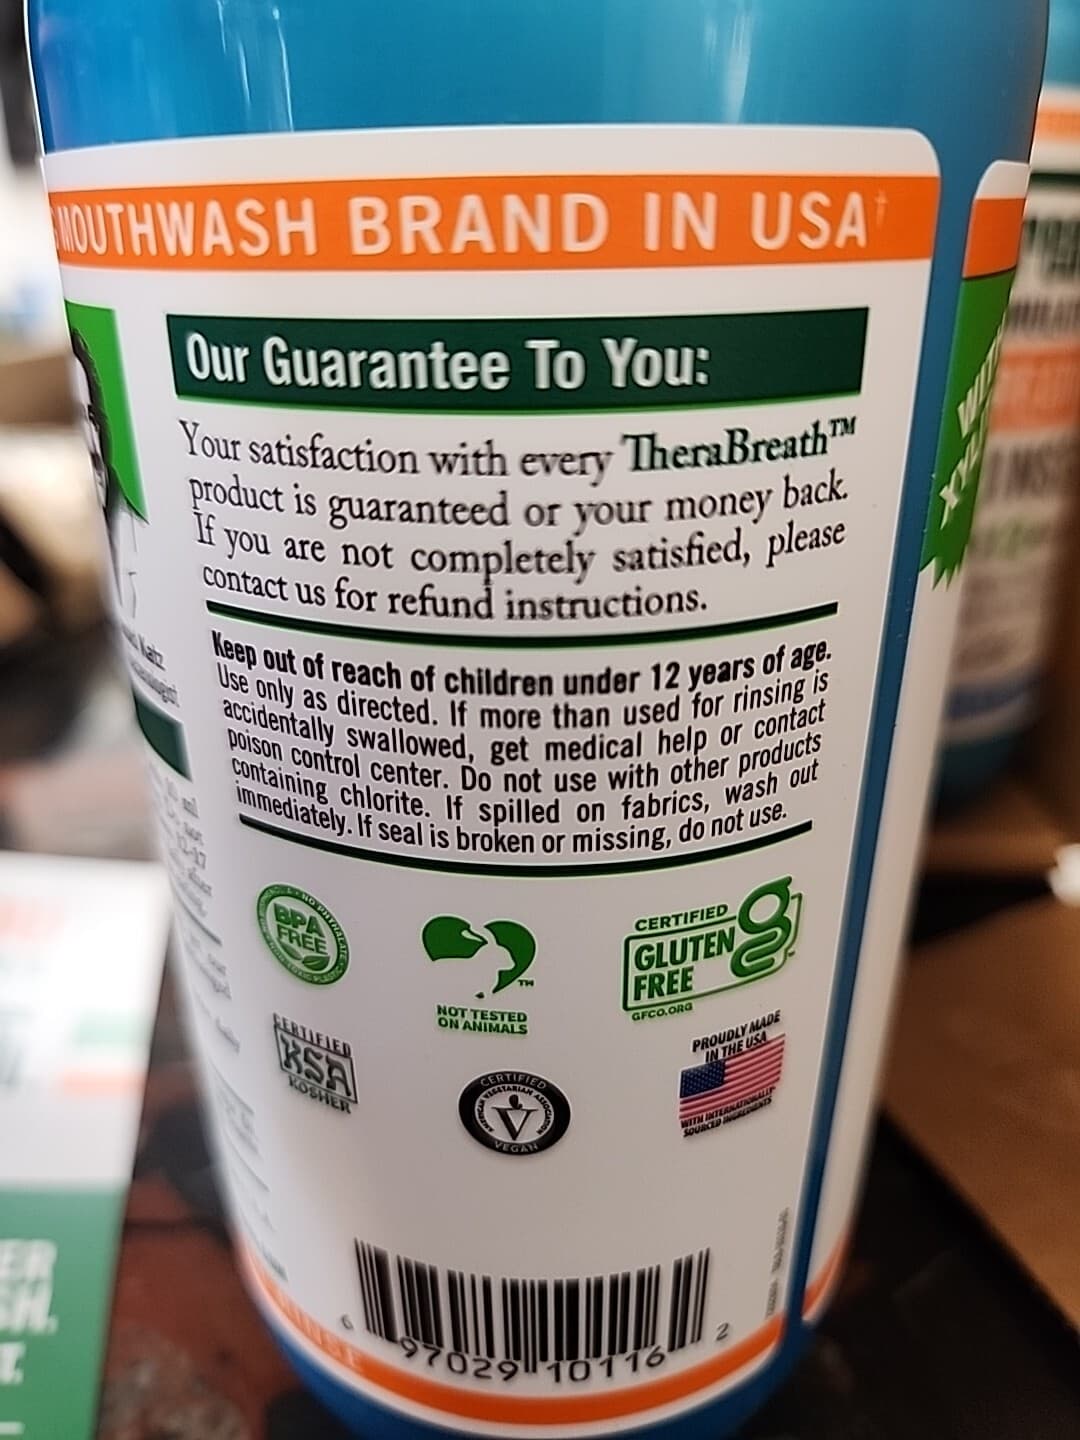 MOUTHWASH BRAND IN USA†
Our Guarantee To You:
Your satisfaction with every TheraBreath™
product is guaranteed or your money back.
If you are not completely satisfied, please
contact us for refund instructions.
Keep out of reach of children under 12 years of age.
Use only as directed. If more than used for rinsing is
accidentally swallowed, get medical help or contact
poison control center. Do not use with other products
containing chlorite. If spilled on fabrics, wash out
immediately. If seal is broken or missing, do not use.
BPA
FREE
TM
NOT TESTED
ON ANIMALS
CERTIFIED
GLUTEN
FREE
GFCO.ORG
CERTIFIED
KSA
KOSHER
CERTIFIED
AMERICAN VEGETARIAN ASSOCIATION
VEGAN
PROUDLY MADE
IN THE USA
WITH INTERNATIONALLY
SOURCED INGREDIENTS
6 97029 10116 2
Katz
WITH